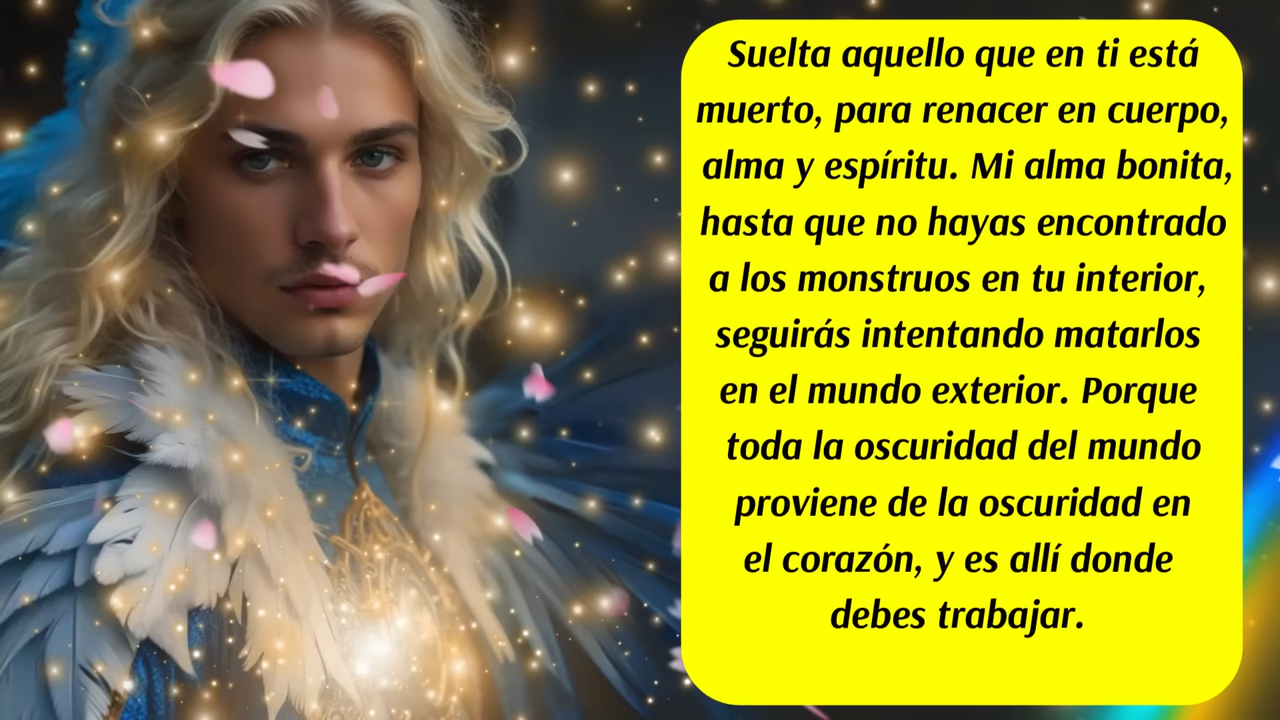 Suelta aquello que en ti está
muerto, para renacer en cuerpo,
alma y espíritu. Mi alma bonita,
hasta que no hayas encontrado
a los monstruos en tu interior,
seguirás intentando matarlos
en el mundo exterior. Porque
toda la oscuridad del mundo
proviene de la oscuridad en
el corazón, y es allí donde
debes trabajar.